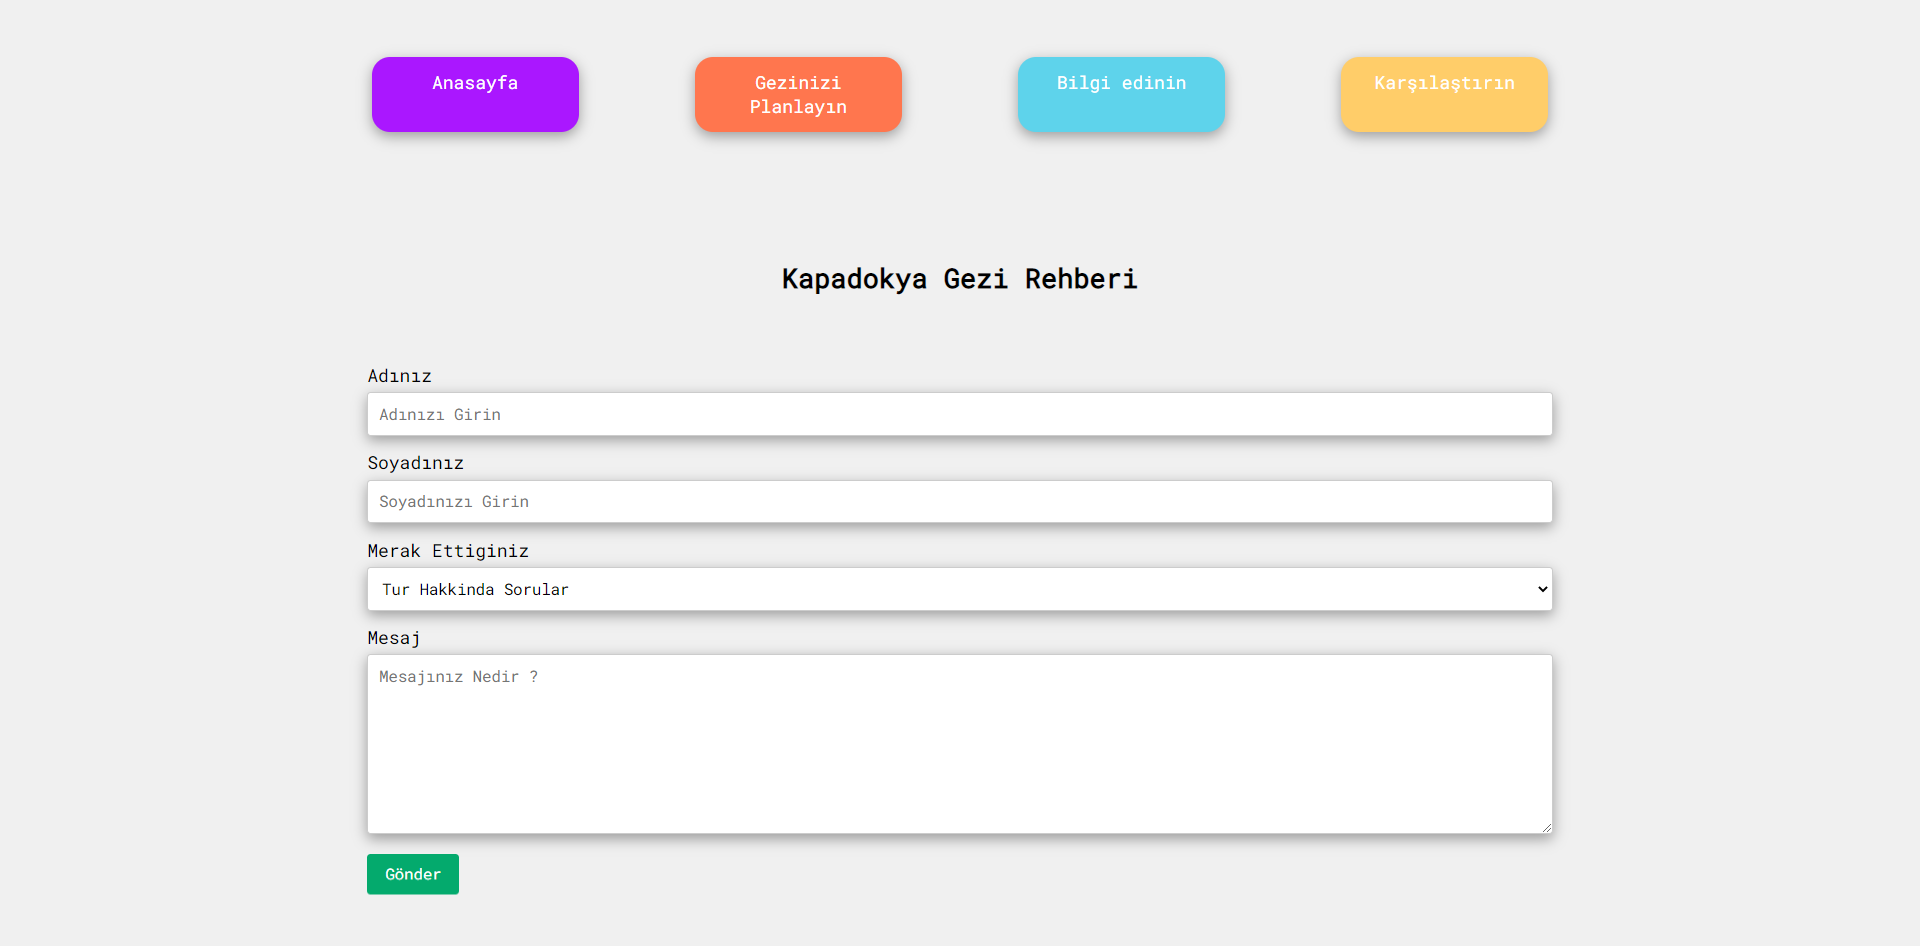 Anasayfa
Gezinizi
Planlayın
Bilgi edinin
Karşılaştırın
Kapadokya Gezi Rehberi
Adınız
Adınızı Girin
Soyadınız
Soyadınızı Girin
Merak Ettiginiz
Tur Hakkinda Sorular
Mesaj
Mesajınız Nedir ?
Gönder